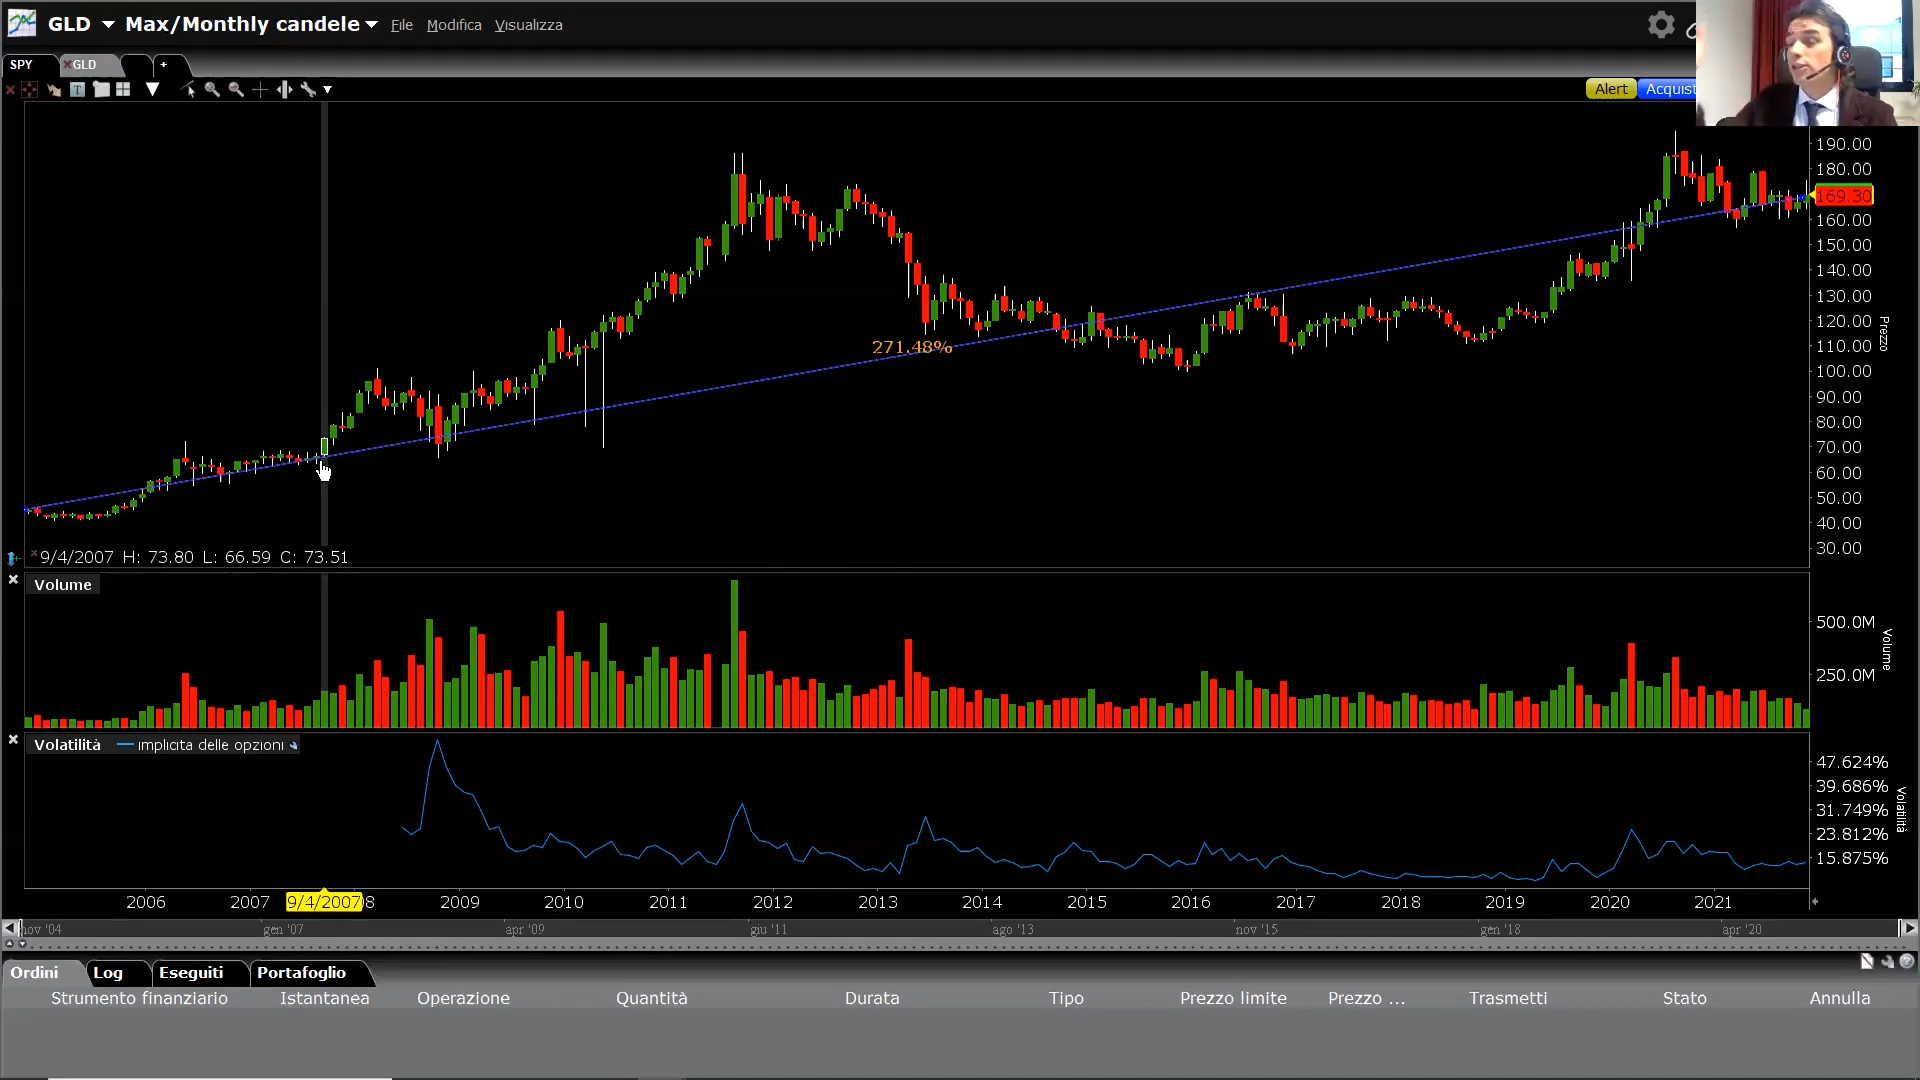 GLD Max/Monthly candele File Modifica Visualizza
SPY GLD +
T
Alert Acquist
190.00
180.00
169.30
160.00
150.00
140.00
130.00
120.00
110.00
100.00
90.00
80.00
70.00
60.00
50.00
40.00
30.00
Prezzo
271.48%
9/4/2007 H: 73.80 L: 66.59 C: 73.51
Volume
500.0M
250.0M
Volume
Volatilità implicita delle opzioni
47.624%
39.686%
31.749%
23.812%
15.875%
Volatilità
2006 2007 9/4/2007 8 2009 2010 2011 2012 2013 2014 2015 2016 2017 2018 2019 2020 2021
nov '04 gen '07 apr '09 giu '11 ago '13 nov '15 gen '18 apr '20
Ordini Log Eseguiti Portafoglio
Strumento finanziario Istantanea Operazione Quantità Durata Tipo Prezzo limite Prezzo ... Trasmetti Stato Annulla